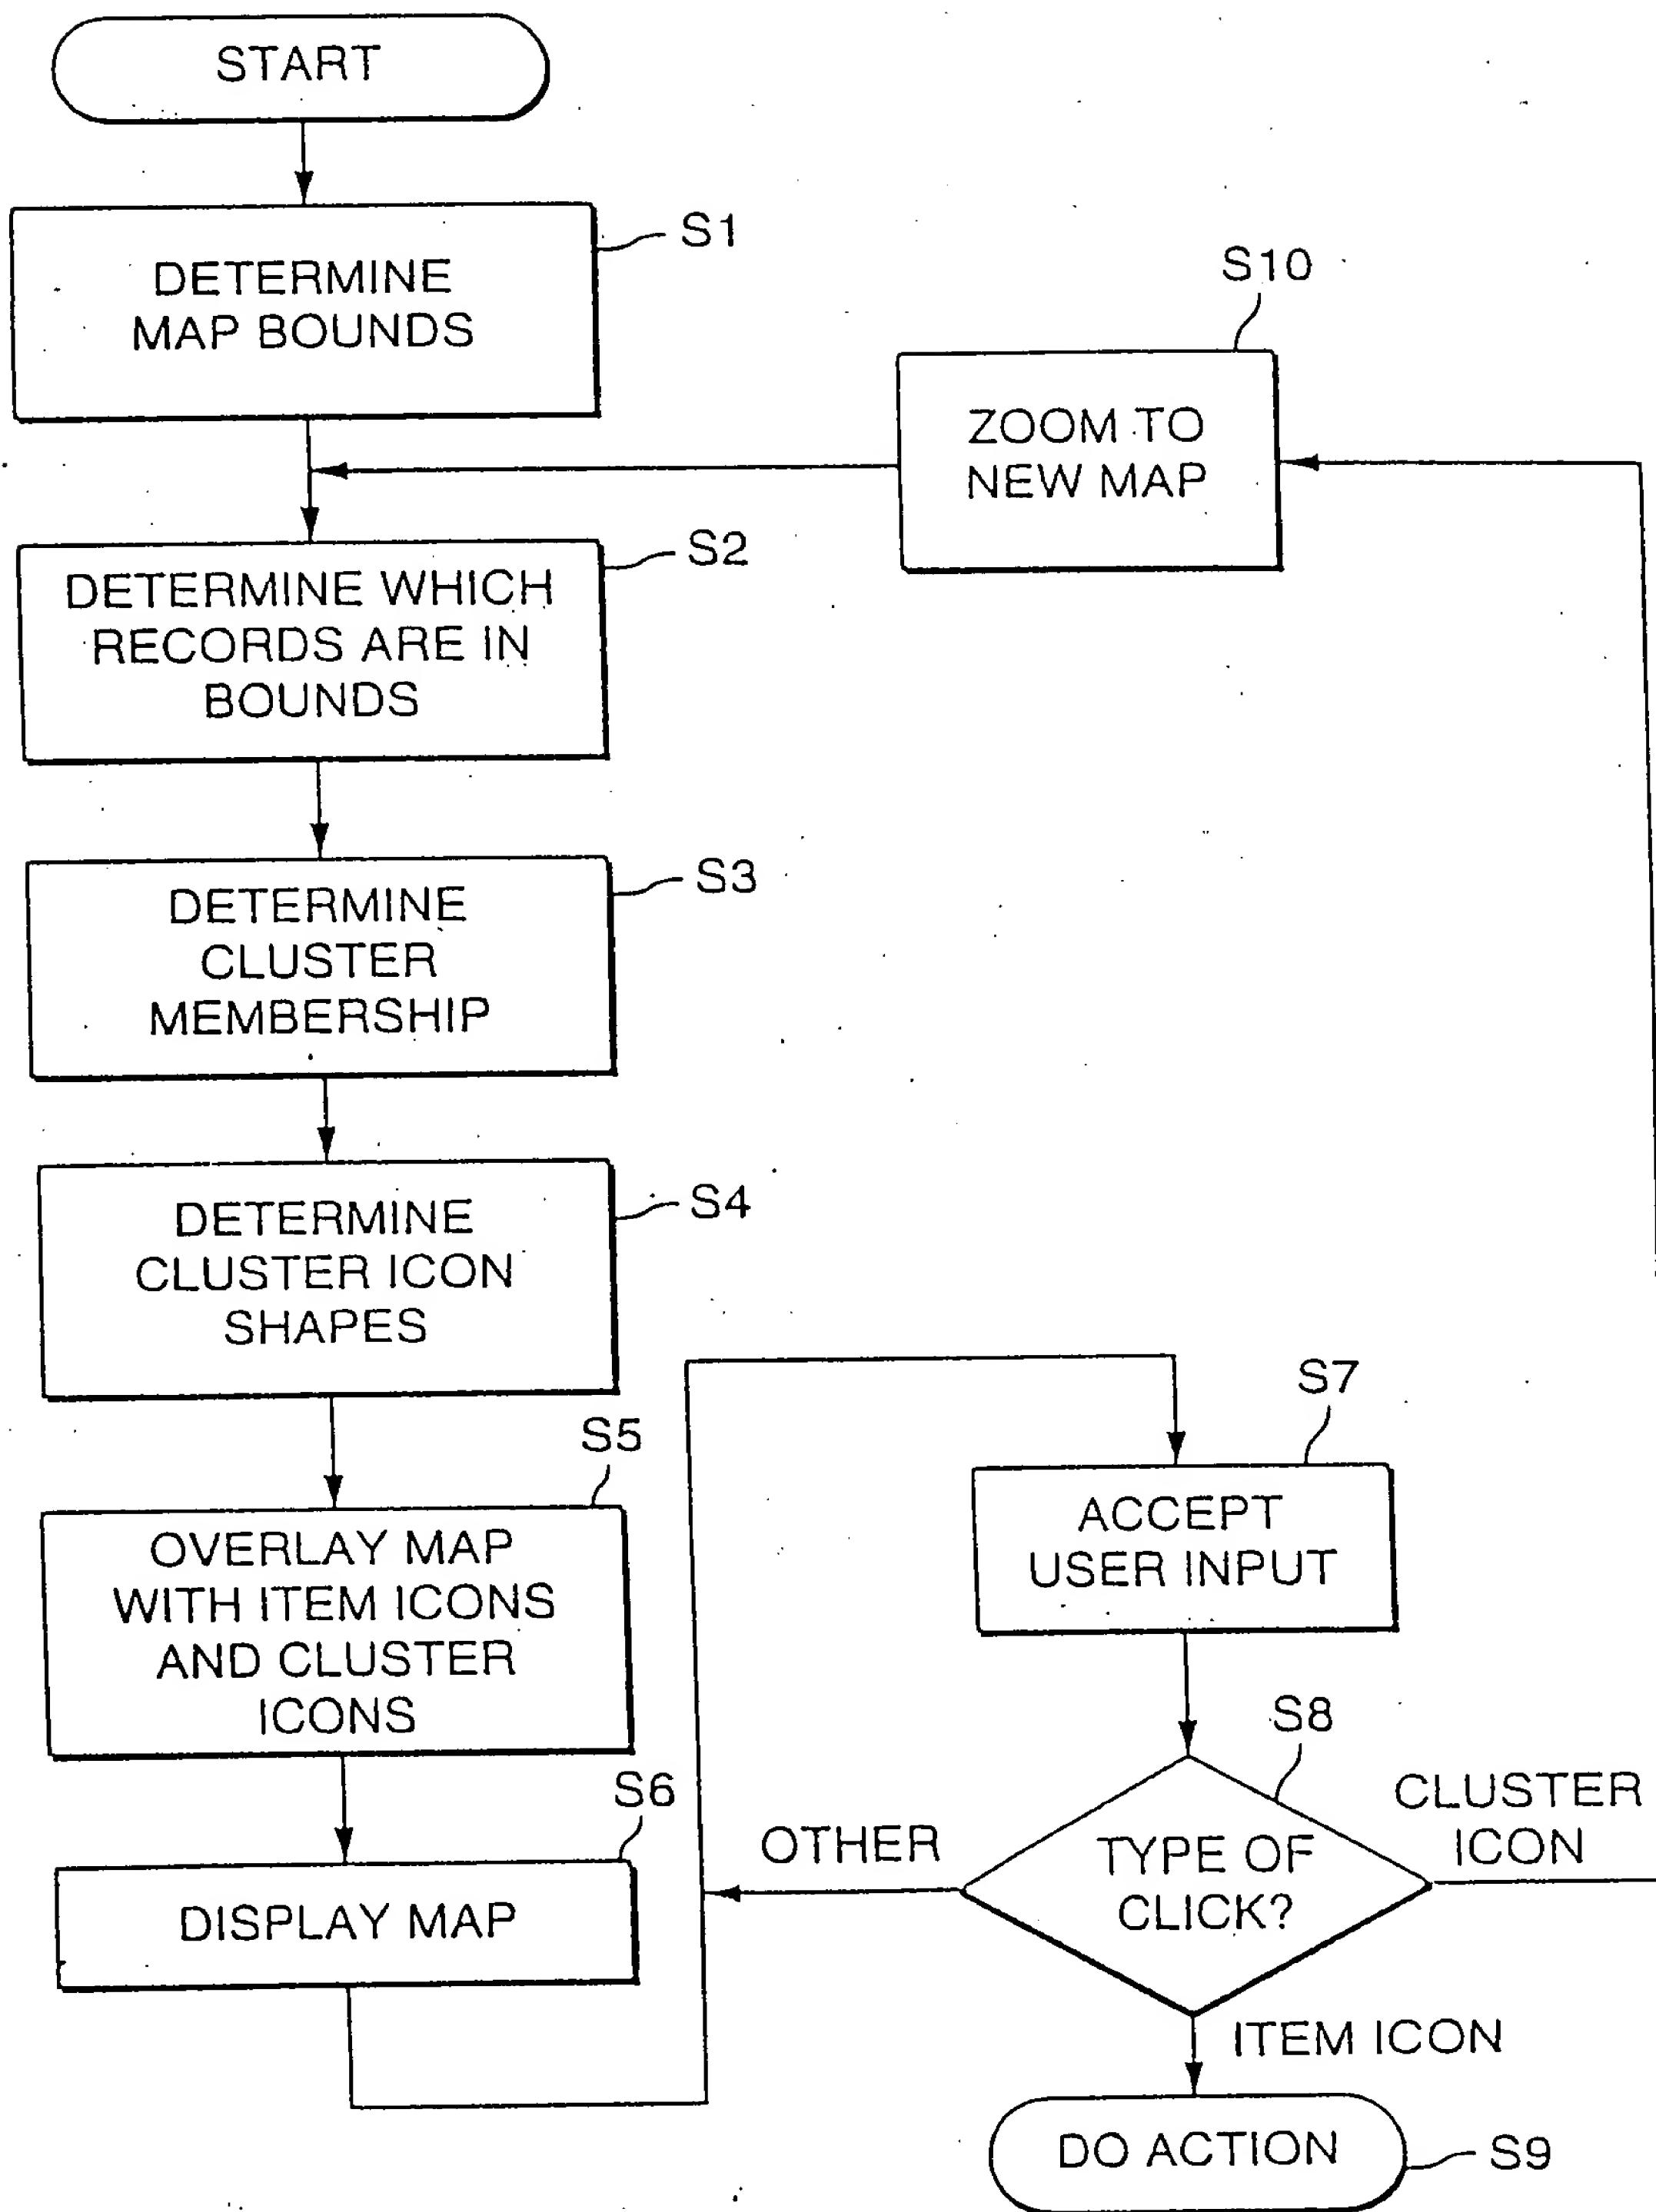 START
S1
DETERMINE
MAP BOUNDS
S10
ZOOM TO
NEW MAP
S2
DETERMINE WHICH
RECORDS ARE IN
BOUNDS
S3
DETERMINE
CLUSTER
MEMBERSHIP
S4
DETERMINE
CLUSTER ICON
SHAPES
S5
OVERLAY MAP
WITH ITEM ICONS
AND CLUSTER
ICONS
S6
DISPLAY MAP
S7
ACCEPT
USER INPUT
S8
TYPE OF
CLICK?
OTHER
CLUSTER
ICON
ITEM ICON
DO ACTION
S9